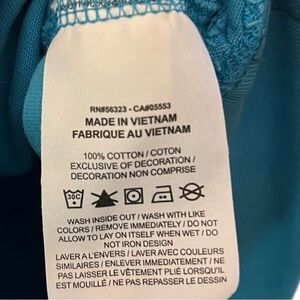 RN#56323 - CA#05553
MADE IN VIETNAM
FABRIQUE AU VIETNAM
100% COTTON / COTON
EXCLUSIVE OF DECORATION /
DECORATION NON COMPRISE
30C
WASH INSIDE OUT / WASH WITH LIKE
COLORS / REMOVE IMMEDIATELY / DO NOT
ALLOW TO LAY ON ITSELF WHEN WET / DO
NOT IRON DESIGN
LAVER A L'ENVERS / LAVER AVEC COULEURS
SIMILAIRES / ENLEVER IMMEDIATEMENT / NE
PAS LAISSER LE VÊTEMENT PLIÉ LORSQU'IL
EST MOUILLÉ / NE PAS REPASSER LE DESSIN